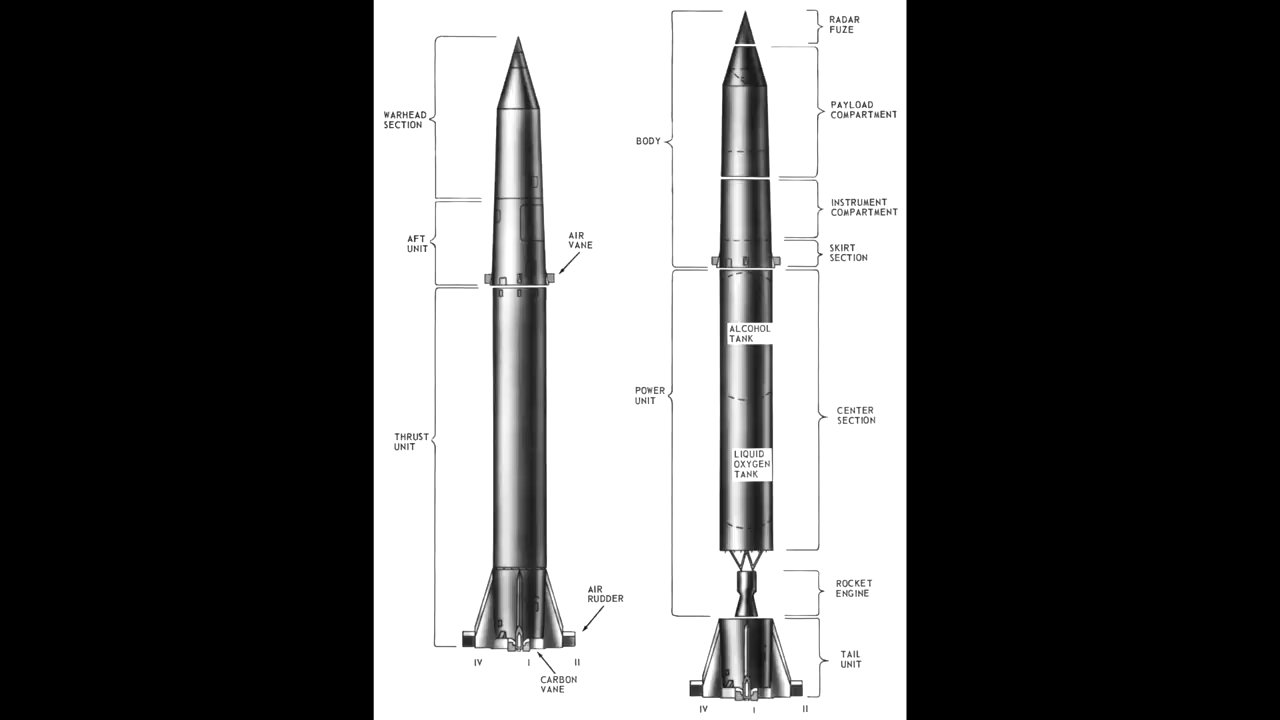 WARHEAD
SECTION
AFT
UNIT
AIR
VANE
THRUST
UNIT
AIR
RUDDER
IV
I
II
CARBON
VANE
RADAR
FUZE
PAYLOAD
COMPARTMENT
BODY
INSTRUMENT
COMPARTMENT
SKIRT
SECTION
ALCOHOL
TANK
POWER
UNIT
CENTER
SECTION
LIQUID
OXYGEN
TANK
ROCKET
ENGINE
TAIL
UNIT
IV
I
II